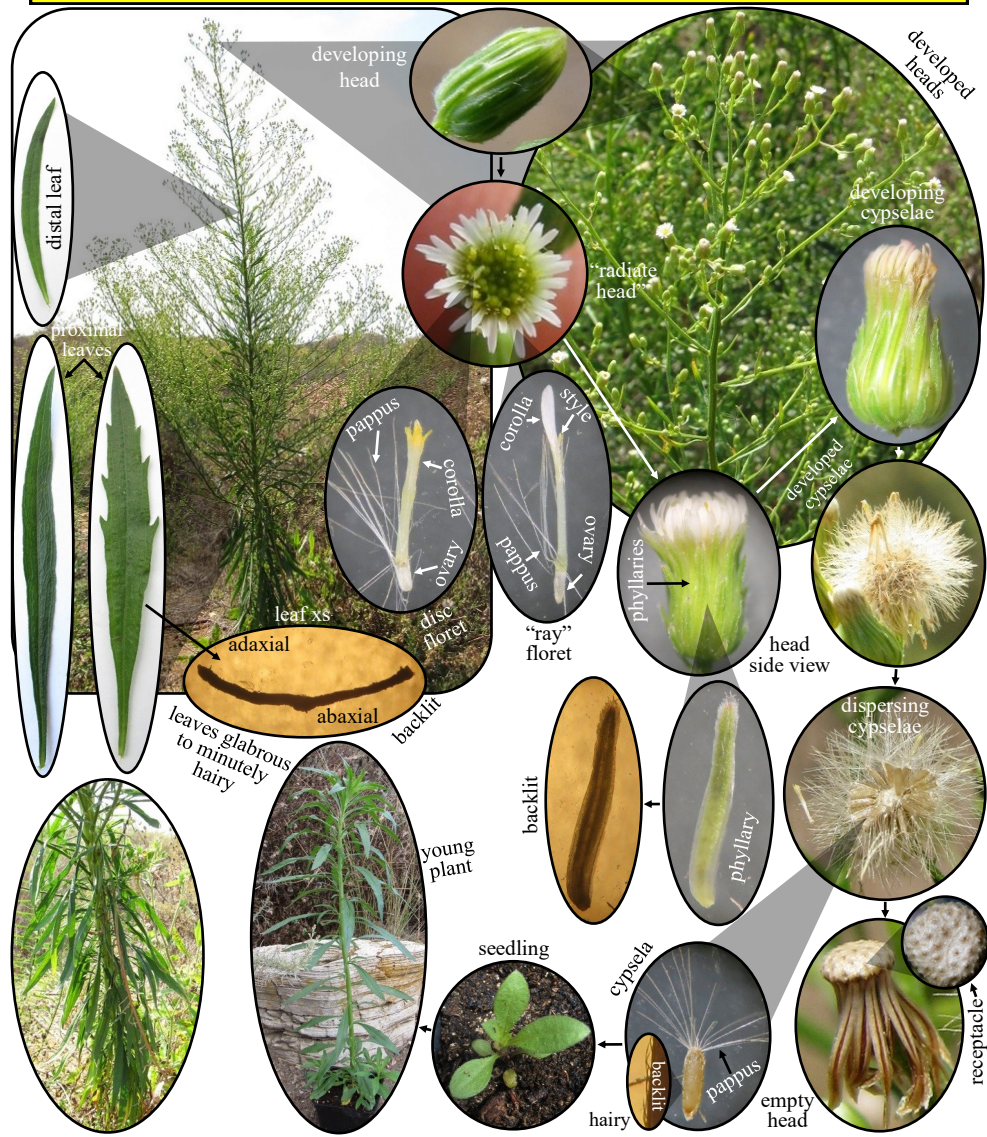 developing
head
developed
heads
distal leaf
developing
cypselae
“radiate
head”
proximal
leaves
pappus
corolla
ovary
disc
floret
corolla
style
pappus
ovary
“ray”
floret
developed
cypselae
phyllaries
head
side view
leaf xs
adaxial
abaxial
backlit
leaves glabrous
to minutely
hairy
dispersing
cypselae
backlit
phyllary
young
plant
seedling
cypsela
pappus
backlit
hairy
empty
head
receptacle